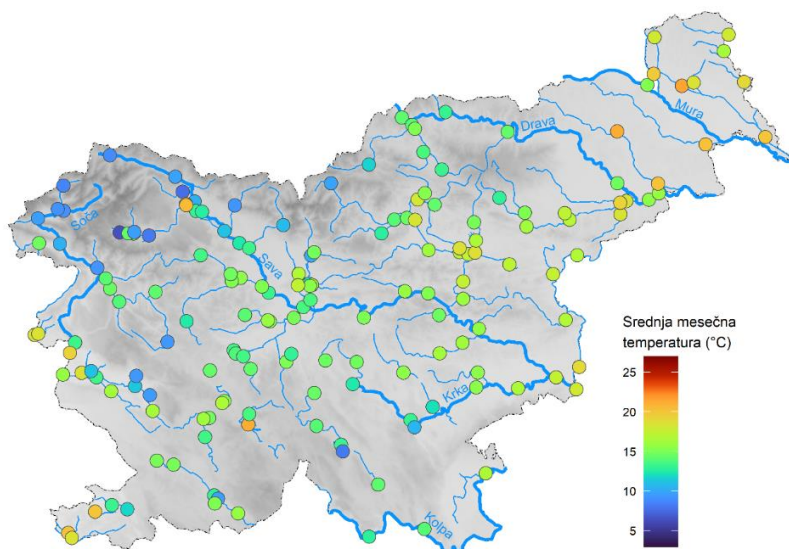 Mura
Drava
Soča
Sava
Srednja mesečna
temperatura (°C)
25
20
15
10
5
Krka
Kolpa